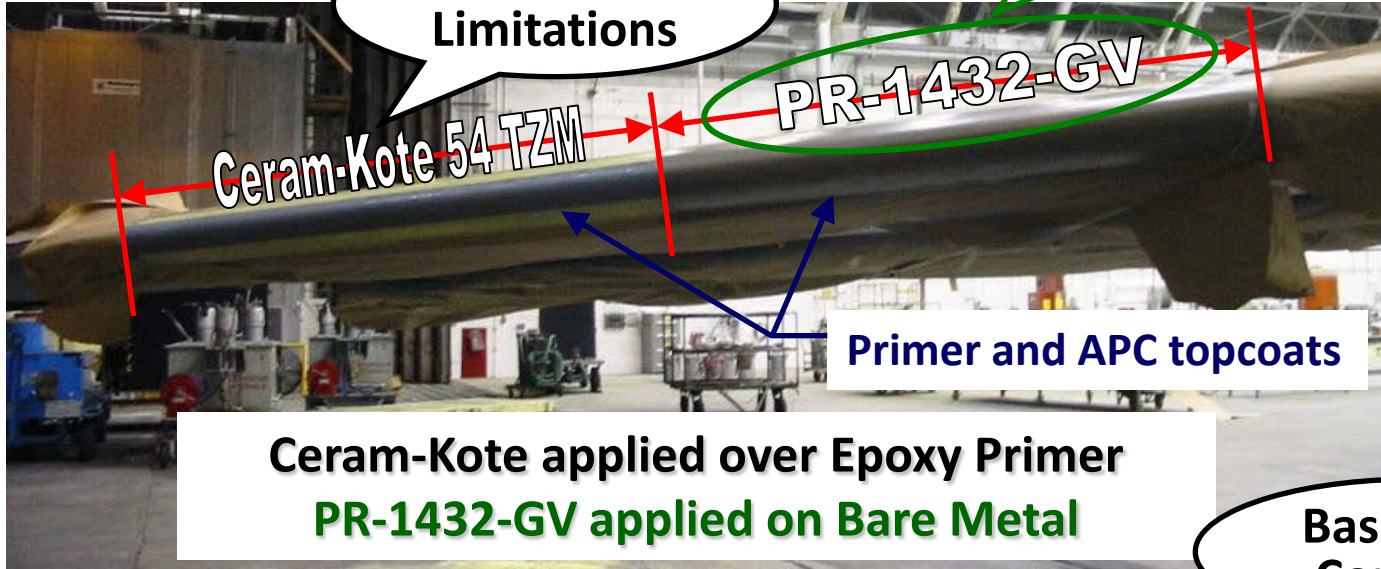 Limitations
PR-1432-GV
Ceram-Kote 54 TZM
Primer and APC topcoats
Ceram-Kote applied over Epoxy Primer
PR-1432-GV applied on Bare Metal